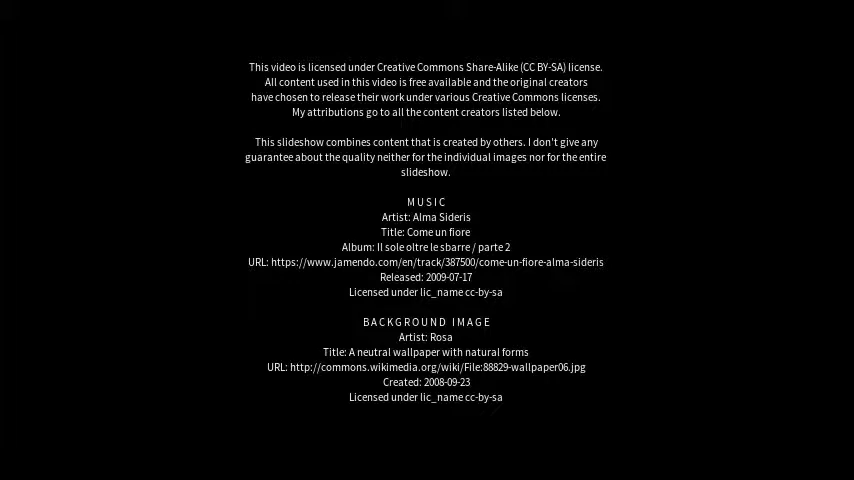 This video is licensed under Creative Commons Share-Alike (CC BY-SA) license.
All content used in this video is free available and the original creators
have chosen to release their work under various Creative Commons licenses.
My attributions go to all the content creators listed below.
This slideshow combines content that is created by others. I don't give any
guarantee about the quality neither for the individual images nor for the entire
slideshow.
MUSIC
Artist: Alma Sideris
Title: Come un fiore
Album: Il sole oltre le sbarre / parte 2
URL: https://www.jamendo.com/en/track/387500/come-un-fiore-alma-sideris
Released: 2009-07-17
Licensed under lic_name cc-by-sa
BACKGROUND IMAGE
Artist: Rosa
Title: A neutral wallpaper with natural forms
URL: http://commons.wikimedia.org/wiki/File:88829-wallpaper06.jpg
Created: 2008-09-23
Licensed under lic_name cc-by-sa